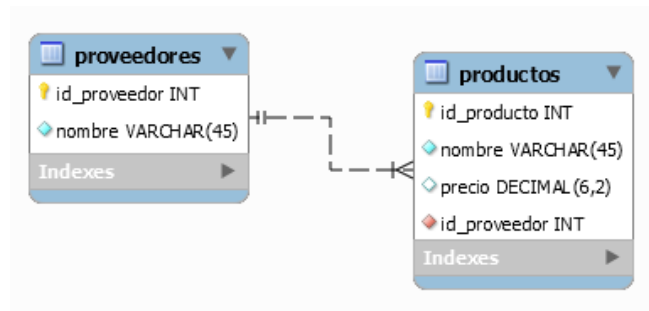 proveedores
id_proveedor INT
nombre VARCHAR(45)
Indexes
productos
id_producto INT
nombre VARCHAR(45)
precio DECIMAL(6,2)
id_proveedor INT
Indexes